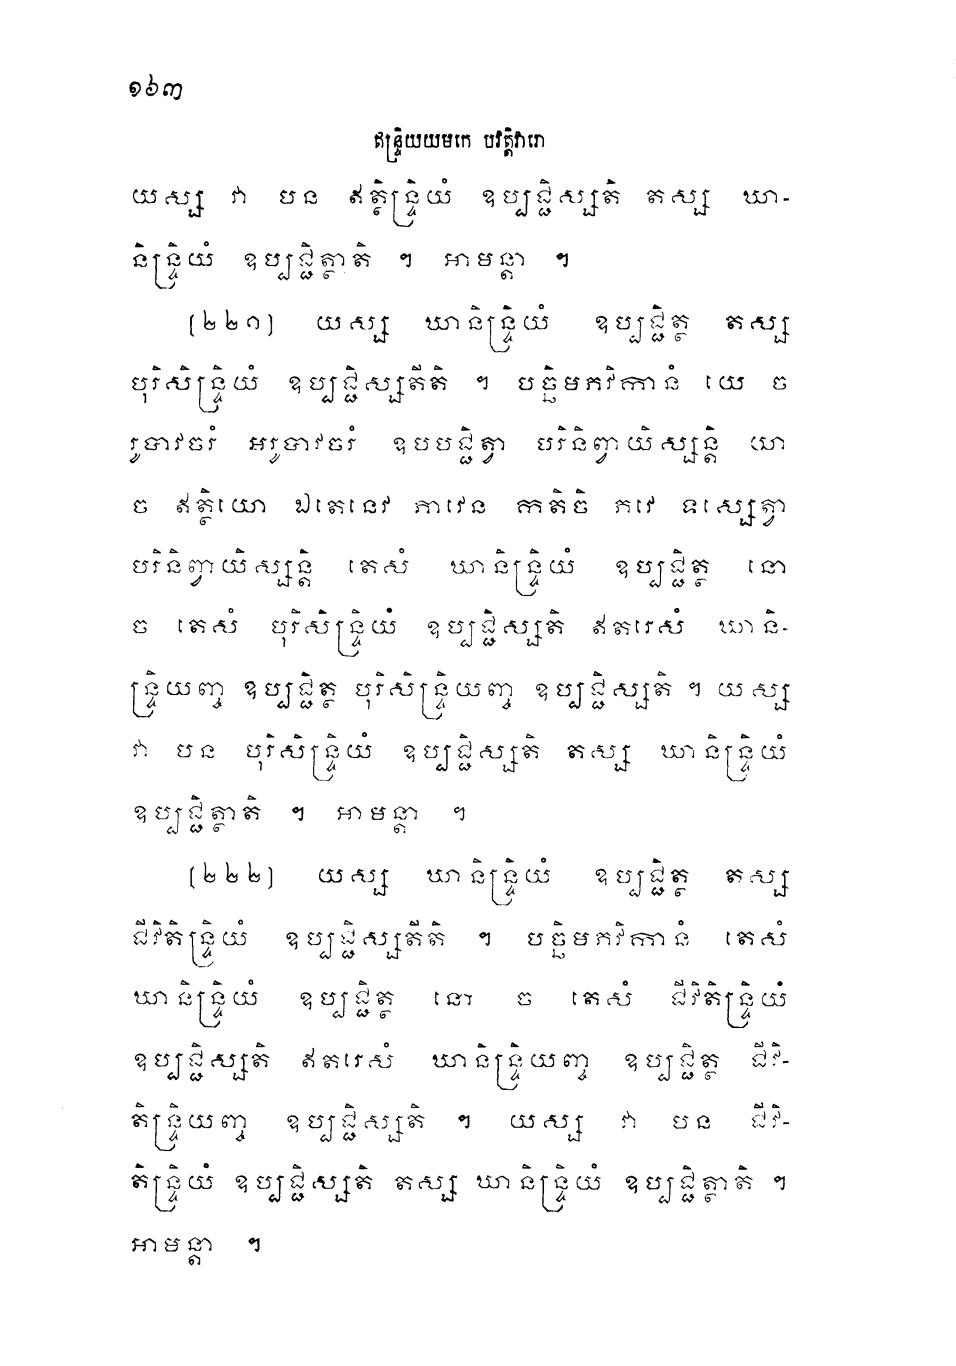 ១៦៣
ឥន្ទ្រិយយមកេ បវត្តិវារោ
យស្ស វា បន ឥត្ថិន្ទ្រិយំ ឧប្បជ្ជិស្សតិ តស្ស ឃា-
និន្ទ្រិយំ ឧប្បជ្ជិត្ថាតិ ។ អាមន្តា ។
(២២១) យស្ស ឃានិន្ទ្រិយំ ឧប្បជ្ជិត្ថ តស្ស
បុរិសិន្ទ្រិយំ ឧប្បជ្ជិស្សតីតិ ។ បច្ឆិមភវិកានំ យេ ច
រូបាវចរំ អរូបាវចរំ ឧបបជ្ជិត្វា បរិនិព្វាយិស្សន្តិ យា
ច ឥត្ថិយោ ឯតេនេវ ភាវេន កតិចិ ភវេ ទស្សេត្វា
បរិនិព្វាយិស្សន្តិ តេសំ ឃានិន្ទ្រិយំ ឧប្បជ្ជិត្ថ នោ
ច តេសំ បុរិសិន្ទ្រិយំ ឧប្បជ្ជិស្សតិ ឥតរេសំ ឃានិ-
ន្ទ្រិយញ្ច ឧប្បជ្ជិត្ថ បុរិសិន្ទ្រិយញ្ច ឧប្បជ្ជិស្សតិ ។ យស្ស
វា បន បុរិសិន្ទ្រិយំ ឧប្បជ្ជិស្សតិ តស្ស ឃានិន្ទ្រិយំ
ឧប្បជ្ជិត្ថាតិ ។ អាមន្តា ។
(២២២) យស្ស ឃានិន្ទ្រិយំ ឧប្បជ្ជិត្ថ តស្ស
ជីវិតិន្ទ្រិយំ ឧប្បជ្ជិស្សតីតិ ។ បច្ឆិមភវិកានំ តេសំ
ឃានិន្ទ្រិយំ ឧប្បជ្ជិត្ថ នោ ច តេសំ ជីវិតិន្ទ្រិយំ
ឧប្បជ្ជិស្សតិ ឥតរេសំ ឃានិន្ទ្រិយញ្ច ឧប្បជ្ជិត្ថ ជីវិ-
តិន្ទ្រិយញ្ច ឧប្បជ្ជិស្សតិ ។ យស្ស វា បន ជីវិ-
តិន្ទ្រិយំ ឧប្បជ្ជិស្សតិ តស្ស ឃានិន្ទ្រិយំ ឧប្បជ្ជិត្ថាតិ ។
អាមន្តា ។